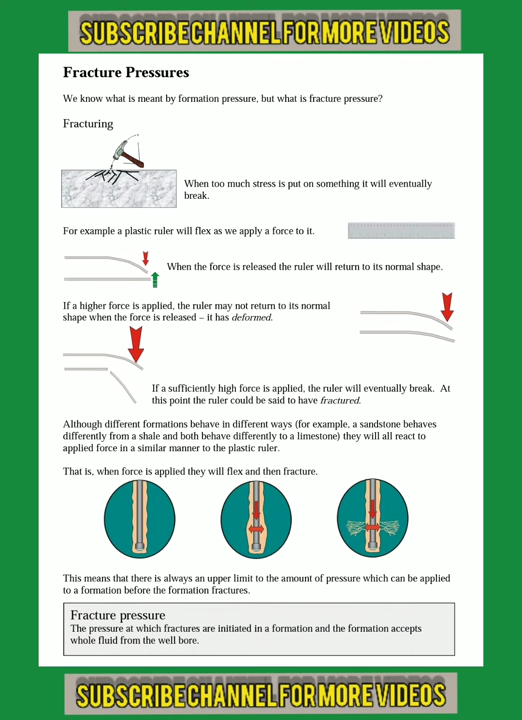 SUBSCRIBE CHANNEL FOR MORE VIDEOS
Fracture Pressures
We know what is meant by formation pressure, but what is fracture pressure?
Fracturing
When too much stress is put on something it will eventually
break.
For example a plastic ruler will flex as we apply a force to it.
When the force is released the ruler will return to its normal shape.
If a higher force is applied, the ruler may not return to its normal
shape when the force is released – it has deformed.
If a sufficiently high force is applied, the ruler will eventually break. At
this point the ruler could be said to have fractured.
Although different formations behave in different ways (for example, a sandstone behaves
differently from a shale and both behave differently to a limestone) they will all react to
applied force in a similar manner to the plastic ruler.
That is, when force is applied they will flex and then fracture.
This means that there is always an upper limit to the amount of pressure which can be applied
to a formation before the formation fractures.
Fracture pressure
The pressure at which fractures are initiated in a formation and the formation accepts
whole fluid from the well bore.
SUBSCRIBE CHANNEL FOR MORE VIDEOS